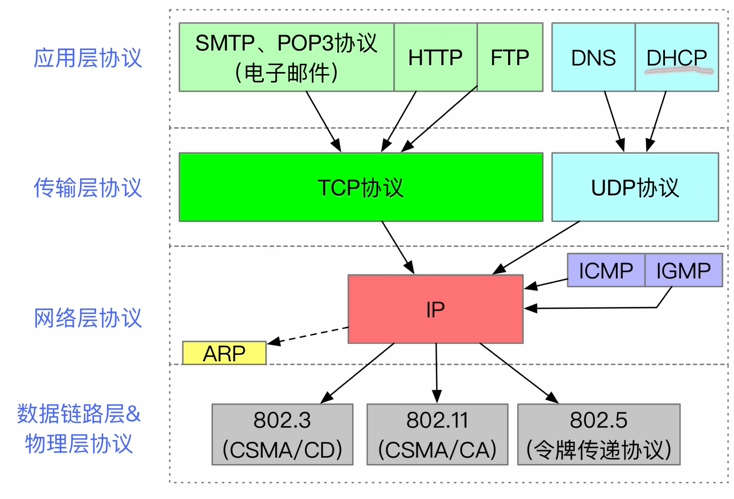 应用层协议
SMTP、POP3协议
（电子邮件）
HTTP
FTP
DNS
DHCP
传输层协议
TCP协议
UDP协议
网络层协议
IP
ICMP
IGMP
ARP
数据链路层&
物理层协议
802.3
(CSMA/CD)
802.11
(CSMA/CA)
802.5
(令牌传递协议)